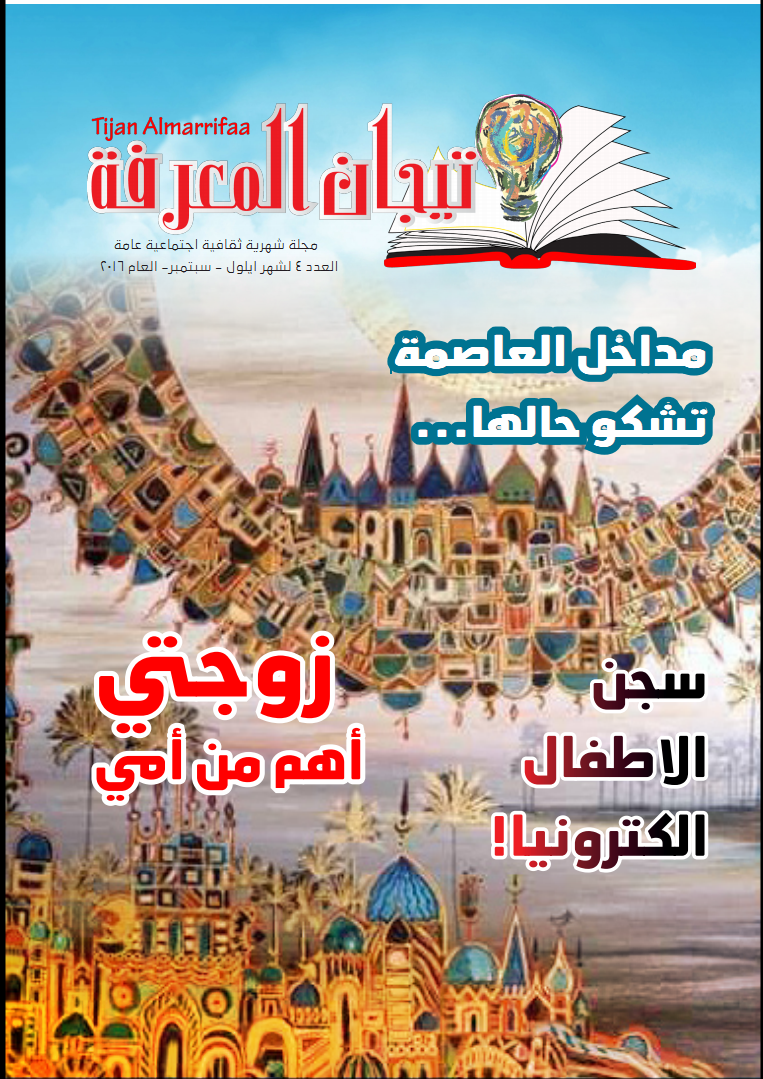 Tijan Almarrifaa
تيجان المعرفة
مجلة شهرية ثقافية اجتماعية عامة
العدد ٤ لشهر ايلول - سبتمبر- العام ٢٠١٦
مداخل العاصمة
تشكو حالها...
زوجتي
أهم من أمي
سجن
الاطفال
الكترونيا!